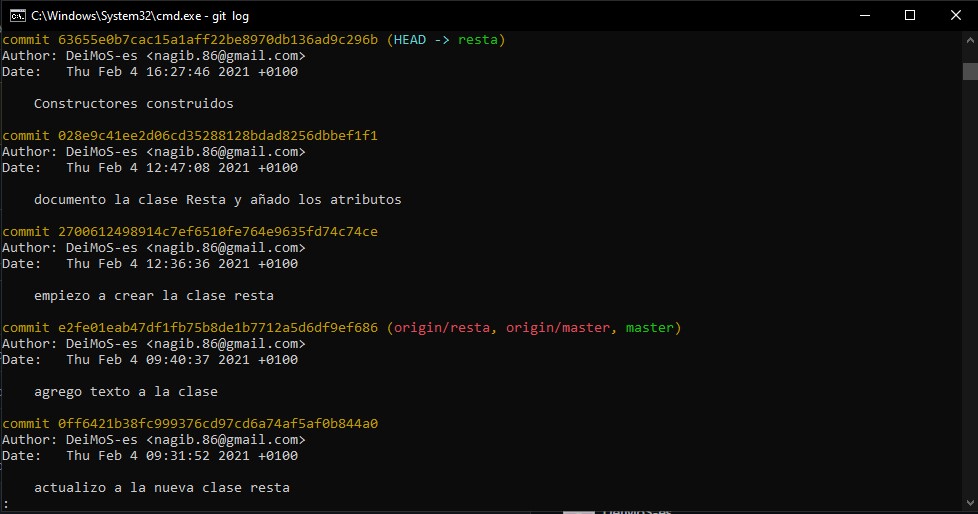 C:\Windows\System32\cmd.exe - git log
commit 63655e0b7cac15a1aff22be8970db136ad9c296b (HEAD -> resta)
Author: DeiMoS-es <nagib.86@gmail.com>
Date:   Thu Feb 4 16:27:46 2021 +0100
Constructores construidos
commit 028e9c41ee2d06cd35288128bdad8256dbbef1f1
Author: DeiMoS-es <nagib.86@gmail.com>
Date:   Thu Feb 4 12:47:08 2021 +0100
documento la clase Resta y añado los atributos
commit 2700612498914c7ef6510fe764e9635fd74c74ce
Author: DeiMoS-es <nagib.86@gmail.com>
Date:   Thu Feb 4 12:36:36 2021 +0100
empiezo a crear la clase resta
commit e2fe01eab47df1fb75b8de1b7712a5d6df9ef686 (origin/resta, origin/master, master)
Author: DeiMoS-es <nagib.86@gmail.com>
Date:   Thu Feb 4 09:40:37 2021 +0100
agrego texto a la clase
commit 0ff6421b38fc999376cd97cd6a74af5af0b844a0
Author: DeiMoS-es <nagib.86@gmail.com>
Date:   Thu Feb 4 09:31:52 2021 +0100
actualizo a la nueva clase resta
: